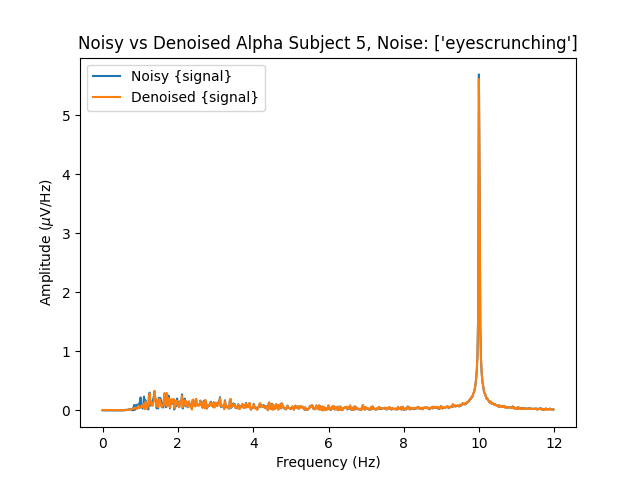 Noisy vs Denoised Alpha Subject 5, Noise: ['eyescrunching']
Noisy {signal}
Denoised {signal}
Amplitude (μV/Hz)
5
4
3
2
1
0
0 2 4 6 8 10 12
Frequency (Hz)